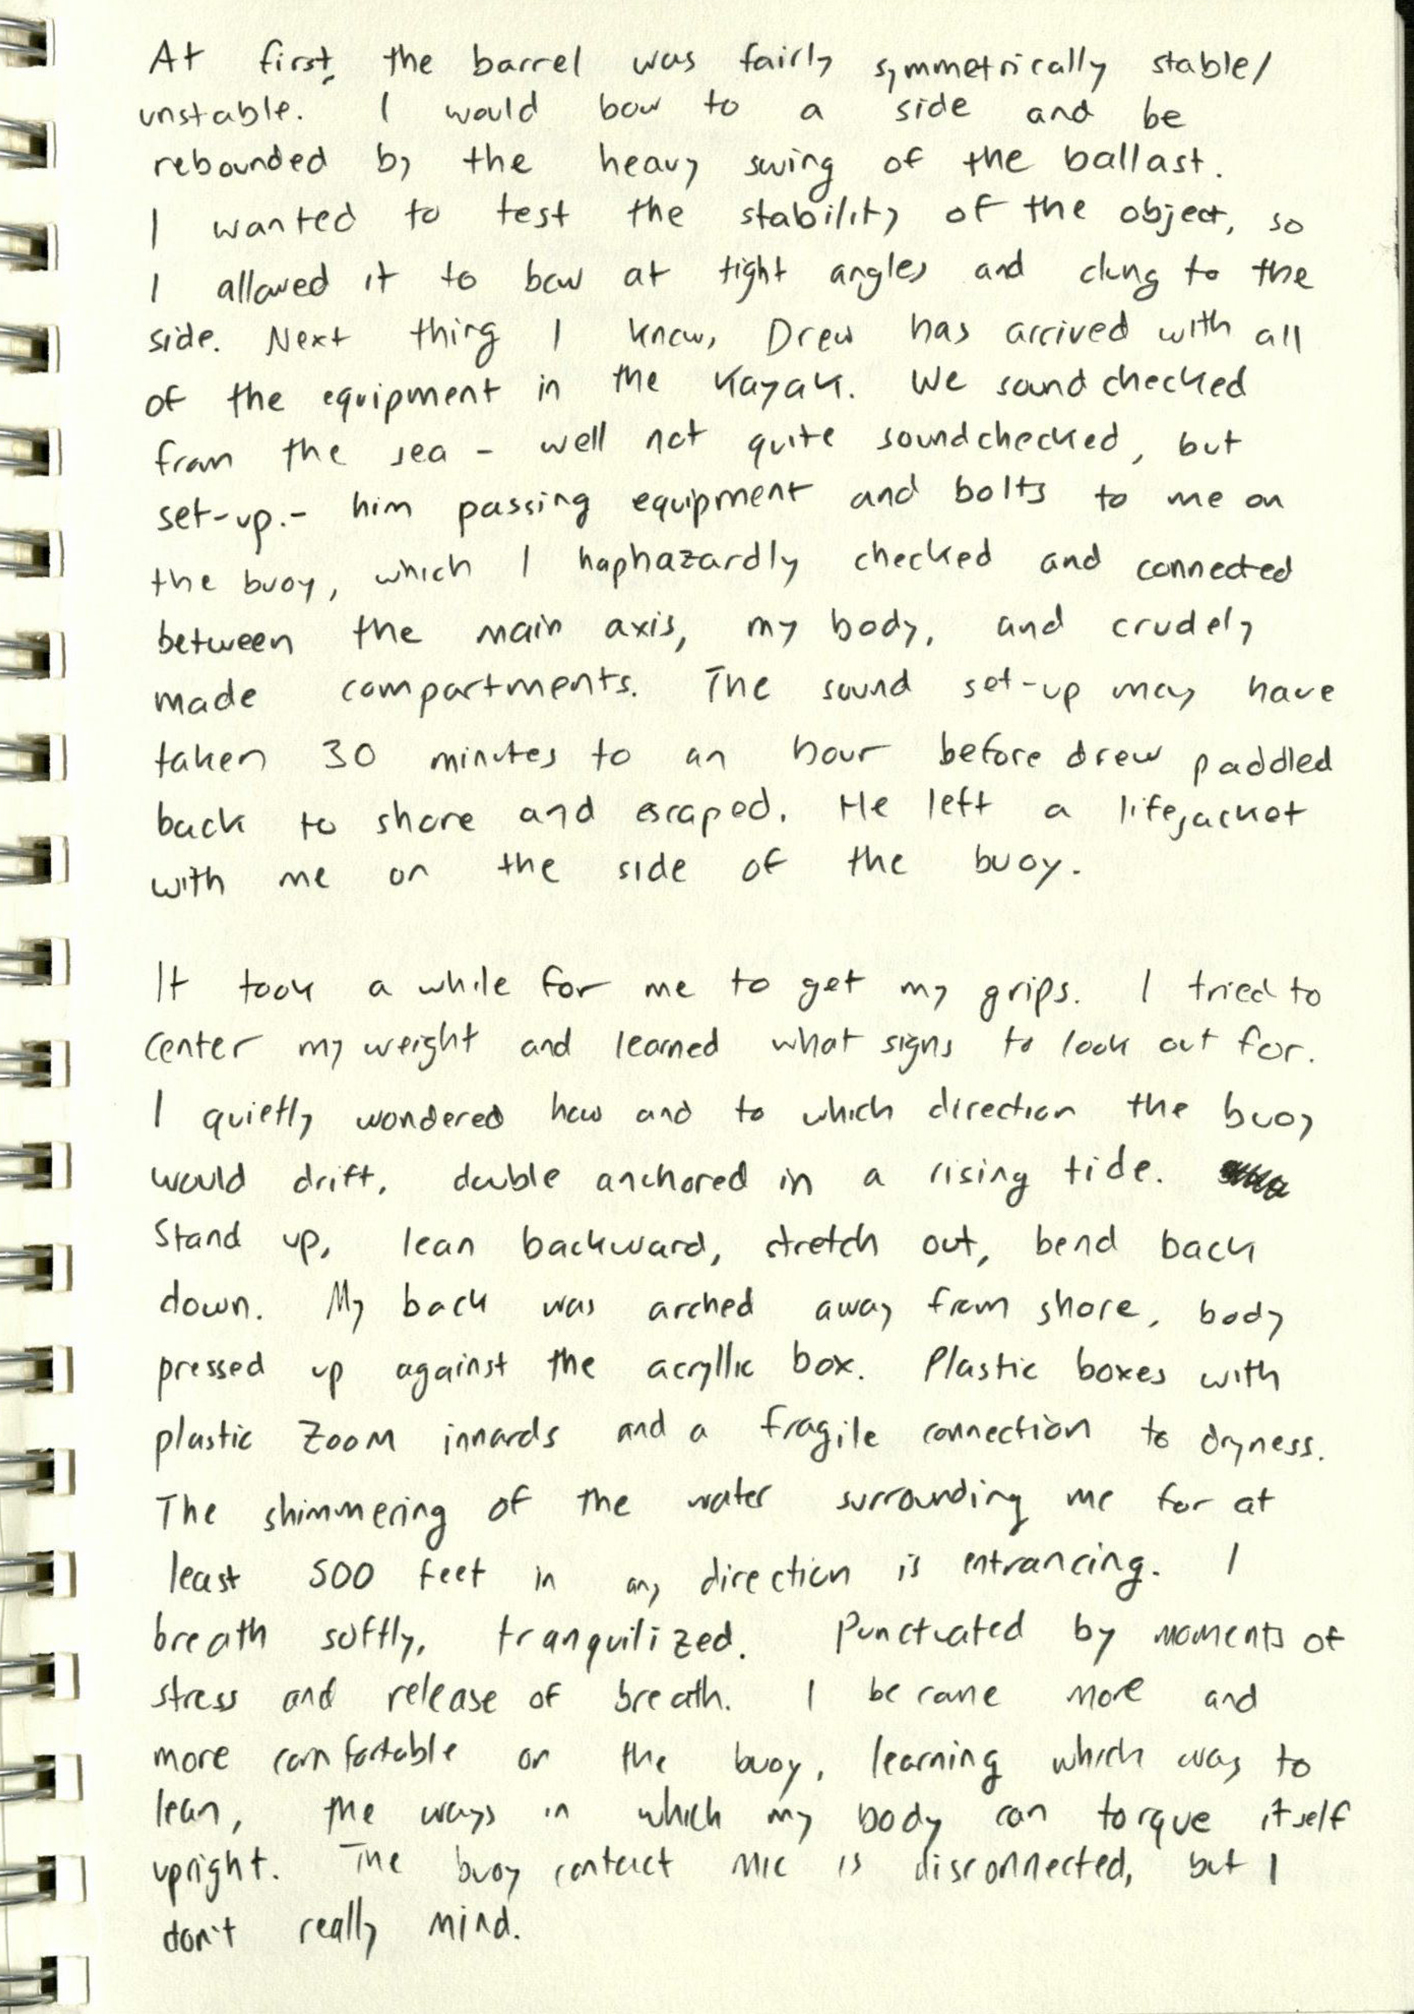 At first, the barrel was fairly symmetrically stable/
unstable. I would bow to a side and be
rebounded by the heavy swing of the ballast.
I wanted to test the stability of the object, so
I allowed it to bow at tight angles and clung to the
side. Next thing I know, Drew has arrived with all
of the equipment in the kayak. We soundchecked
from the sea - well not quite soundchecked, but
set-up.- him passing equipment and bolts to me on
the buoy, which I haphazardly checked and connected
between the main axis, my body, and crudely
made compartments. The sound set-up may have
taken 30 minutes to an hour before drew paddled
back to shore and escaped. He left a lifejacket
with me on the side of the buoy.

It took a while for me to get my grips. I tried to
center my weight and learned what signs to look out for.
I quietly wondered how and to which direction the buoy
would drift, double anchored in a rising tide.
Stand up, lean backward, stretch out, bend back
down. My back was arched away from shore, body
pressed up against the acryllic box. Plastic boxes with
plastic zoom innards and a fragile connection to dryness.
The shimmering of the water surrounding me for at
least 500 feet in any direction is entrancing. I
breath softly, tranquilized. Punctuated by moments of
stress and release of breath. I became more and
more comfortable on the buoy, learning which way to
lean, the ways in which my body can torque itself
upright. The buoy contact mic is disconnected, but I
don't really mind.